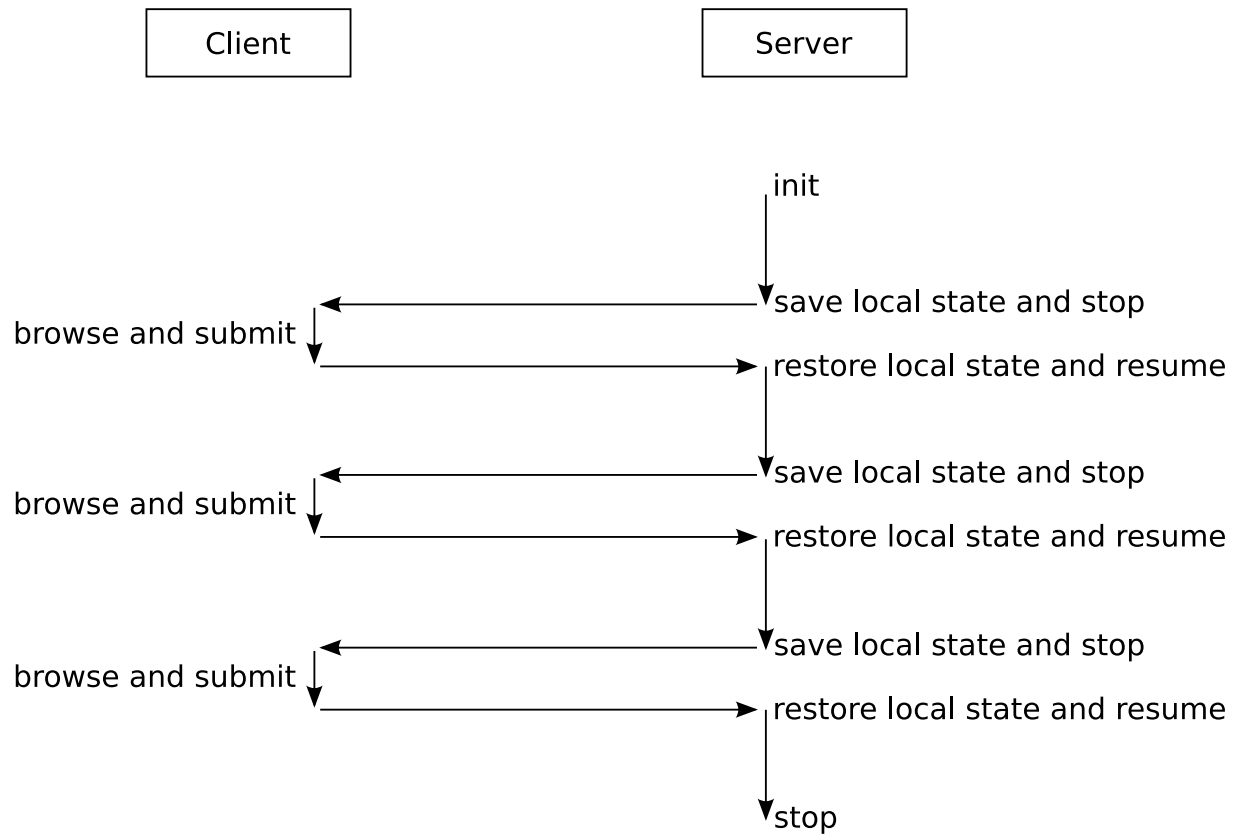 Client
Server
init
save local state and stop
browse and submit
restore local state and resume
save local state and stop
browse and submit
restore local state and resume
save local state and stop
browse and submit
restore local state and resume
stop